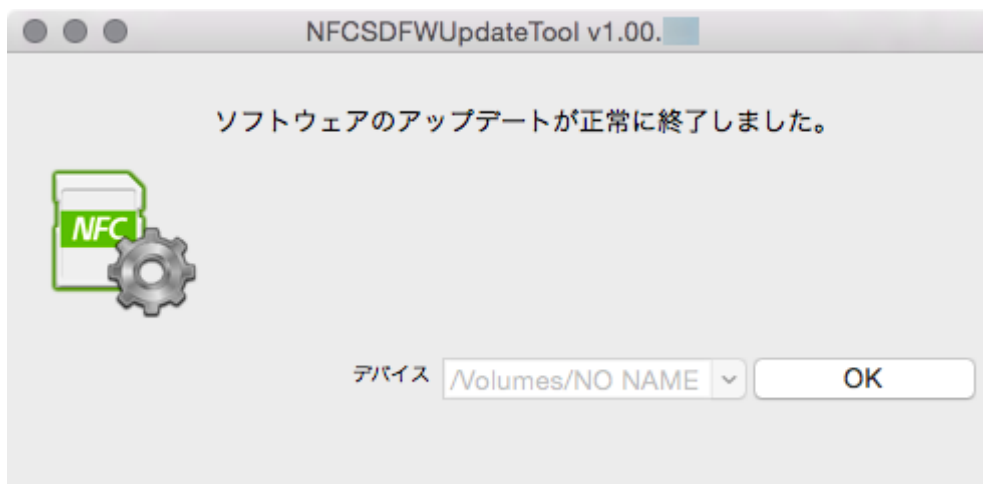 NFCSDFWUpdateTool v1.00.
ソフトウェアのアップデートが正常に終了しました。
NFC
デバイス /Volumes/NO NAME OK